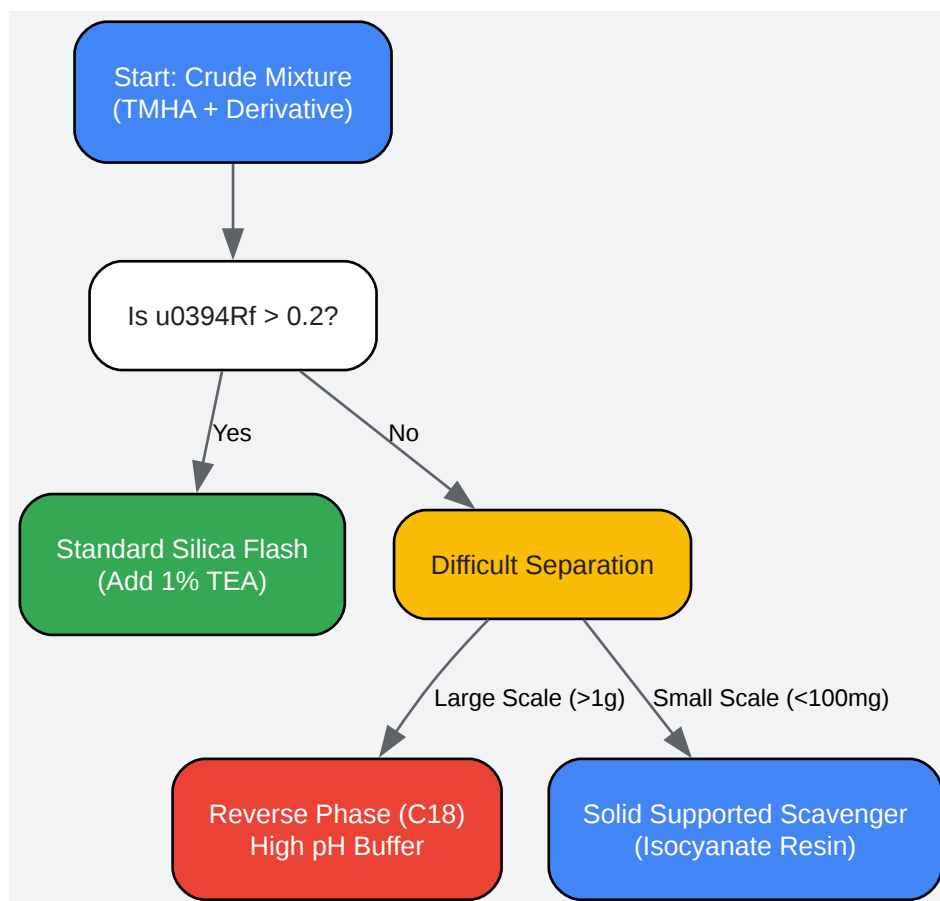 Start: Crude Mixture
(TMHA + Derivative)
Is u0394Rf > 0.2?
Yes
No
Standard Silica Flash
(Add 1% TEA)
Difficult Separation
Large Scale (>1g)
Small Scale (<100mg)
Reverse Phase (C18)
High pH Buffer
Solid Supported Scavenger
(Isocyanate Resin)